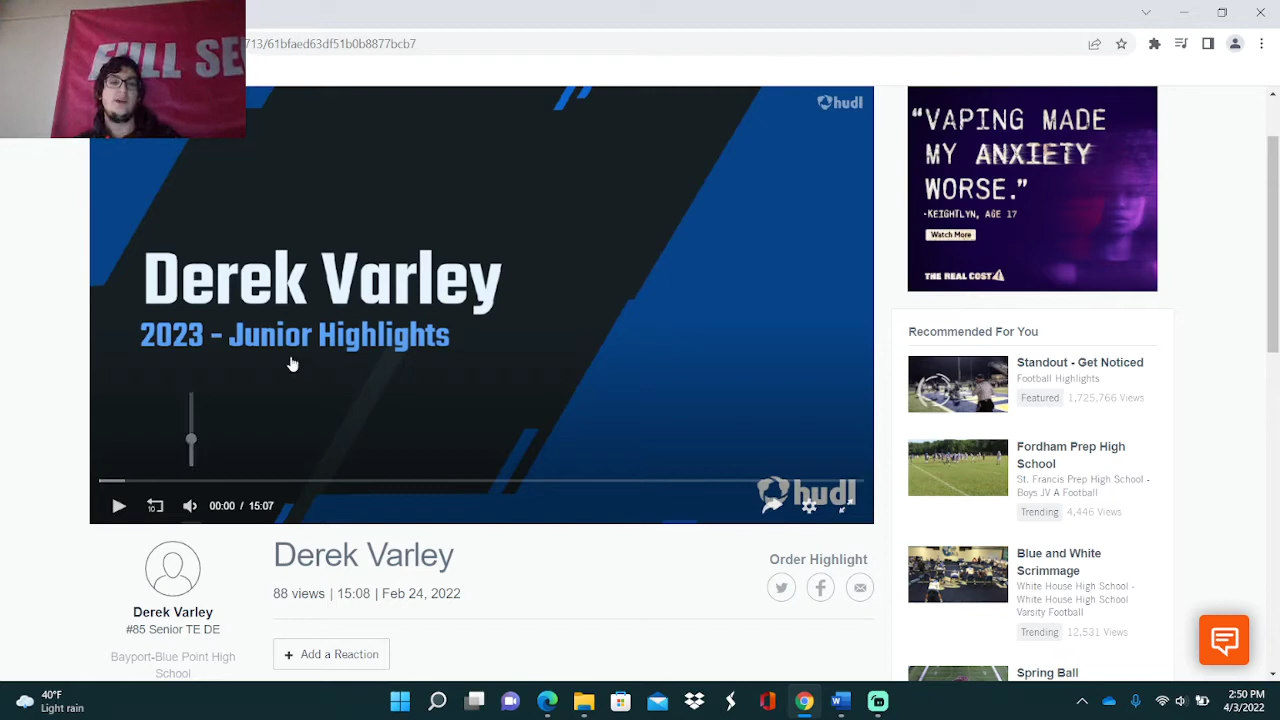 FULL SE
713/61bfaed63df51b0b8877bcb7
hudl
Derek Varley
2023 - Junior Highlights
00:00 / 15:07
hudl
Derek Varley
88 views | 15:08 | Feb 24, 2022
Order Highlight
Derek Varley
#85 Senior TE DE
Bayport-Blue Point High
School
+ Add a Reaction
“VAPING MADE
MY ANXIETY
WORSE.”
-KEIGHTLYN, AGE 17
Watch More
THE REAL COST
Recommended For You
Standout - Get Noticed
Football Highlights
Featured 1,725,766 Views
Fordham Prep High
School
St. Francis Prep High School -
Boys JV A Football
Trending 4,446 Views
Blue and White
Scrimmage
White House High School -
White House High School
Varsity Football
Trending 12,531 Views
Spring Ball
40°F
Light rain
2:50 PM
4/3/2022